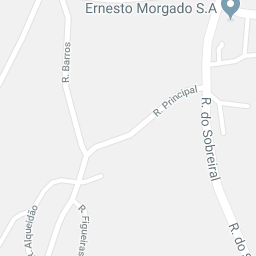 Ernesto Morgado S.A
R. Barros
R. Principal
R. do Sobreiral
R. Figueiras
R. Alqueidão
R. do S